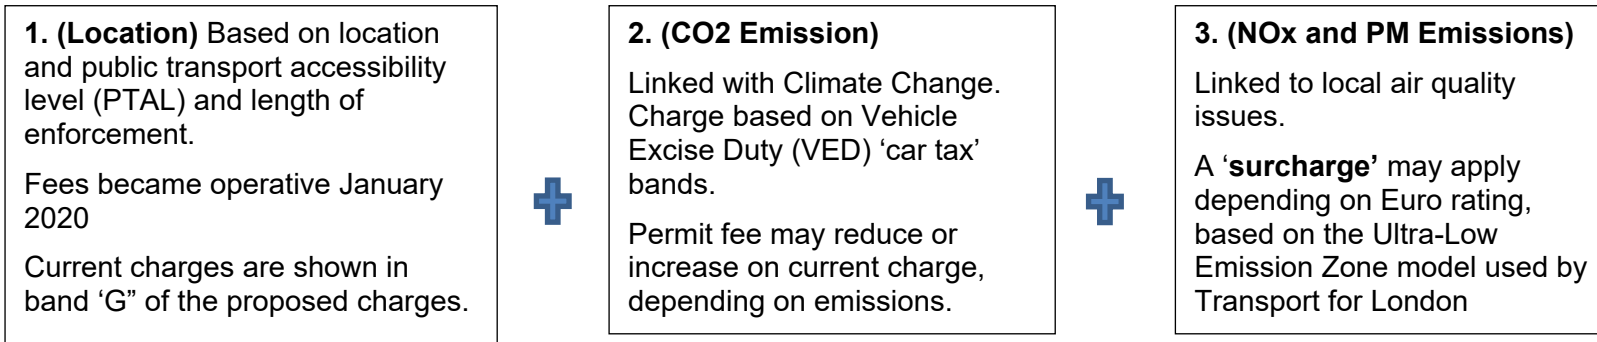 1. (Location) Based on location
and public transport accessibility
level (PTAL) and length of
enforcement.
Fees became operative January
2020
Current charges are shown in
band ‘G” of the proposed charges.
2. (CO2 Emission)
Linked with Climate Change.
Charge based on Vehicle
Excise Duty (VED) ‘car tax’
bands.
Permit fee may reduce or
increase on current charge,
depending on emissions.
3. (NOx and PM Emissions)
Linked to local air quality
issues.
A ‘surcharge’ may apply
depending on Euro rating,
based on the Ultra-Low
Emission Zone model used by
Transport for London